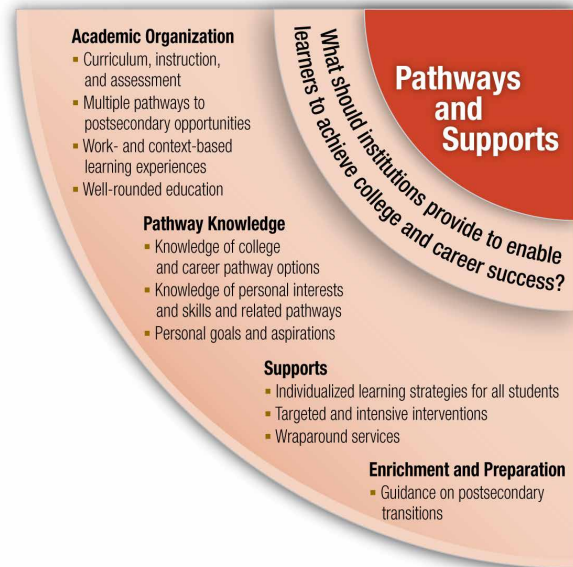 Pathways
and
Supports
What should institutions provide to enable
learners to achieve college and career success?
Academic Organization
▪ Curriculum, instruction,
and assessment
▪ Multiple pathways to
postsecondary opportunities
▪ Work- and context-based
learning experiences
▪ Well-rounded education
Pathway Knowledge
▪ Knowledge of college
and career pathway options
▪ Knowledge of personal interests
and skills and related pathways
▪ Personal goals and aspirations
Supports
▪ Individualized learning strategies for all students
▪ Targeted and intensive interventions
▪ Wraparound services
Enrichment and Preparation
▪ Guidance on postsecondary
transitions